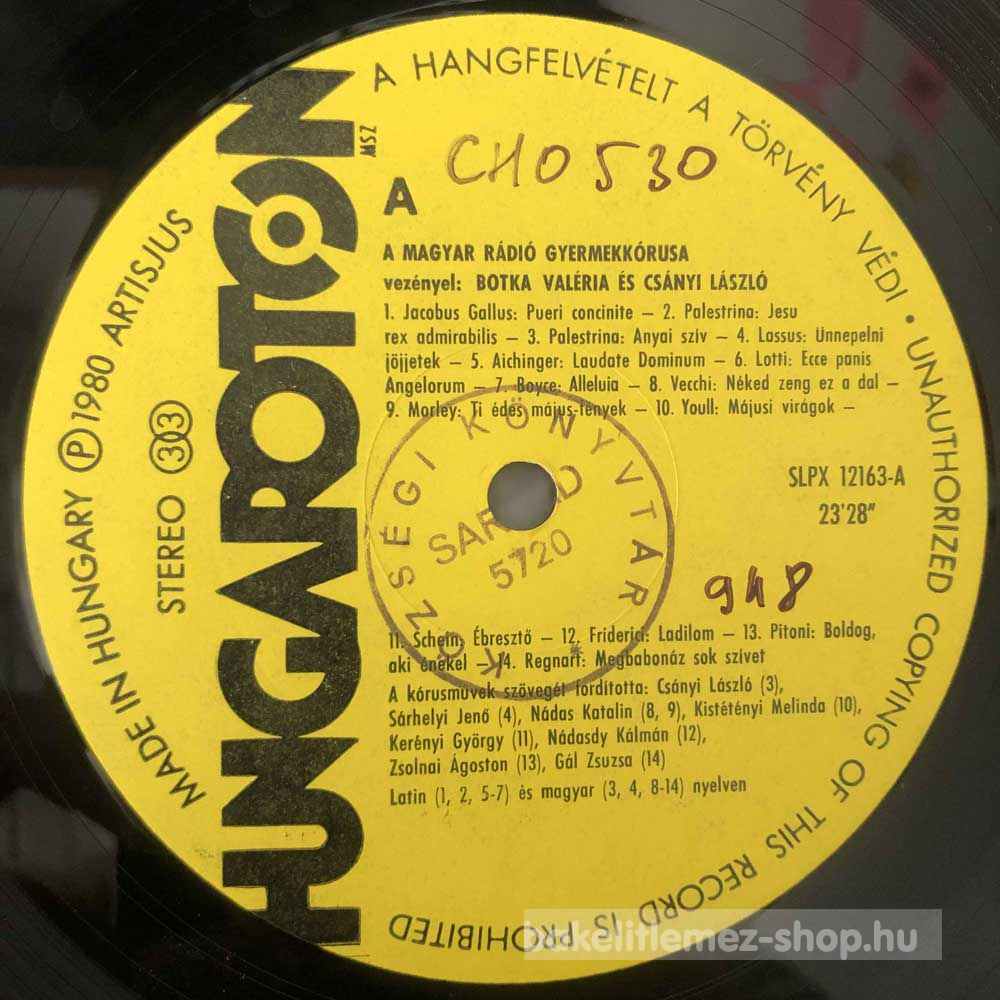 A HANGFELVÉTELT A TÖRVÉNY VÉDI • UNAUTHORIZED COPYING OF THIS RECORD IS PROHIBITED
MADE IN HUNGARY Ⓟ 1980 ARTISJUS
STEREO 33
HUNGAROTON
MSZ
CHO 530
A
A MAGYAR RÁDIÓ GYERMEKKÓRUSA
vezényel: BOTKA VALÉRIA ÉS CSÁNYI LÁSZLÓ
1. Jacobus Gallus: Pueri concinite – 2. Palestrina: Jesu
rex admirabilis – 3. Palestrina: Anyai sziv – 4. Lassus: Ünnepelni
jöjjetek – 5. Aichinger: Laudate Dominum – 6. Lotti: Ecce panis
Angélorum – 7. Boyce: Alleluia – 8. Vecchi: Néked zeng ez a dal –
9. Morley: Ti édes május-fények – 10. Youll: Májusi virágok –
KÖZSÉGI KÖNYVTÁR
SARKAD
5720
SLPX 12163-A
23'28"
948
11. Schein: Ébresztő – 12. Friderici: Ladilom – 13. Pitoni: Boldog,
aki énekel – 14. Regnart: Megbabonáz sok szivet
A kórusművek szövegét forditotta: Csányi László (3),
Sárhelyi Jenő (4), Nádas Katalin (8, 9), Kistétényi Melinda (10),
Kerényi György (11), Nádasdy Kálmán (12),
Zsolnai Ágoston (13), Gál Zsuzsa (14)
Latin (1, 2, 5-7) és magyar (3, 4, 8-14) nyelven
bakelitlemez-shop.hu